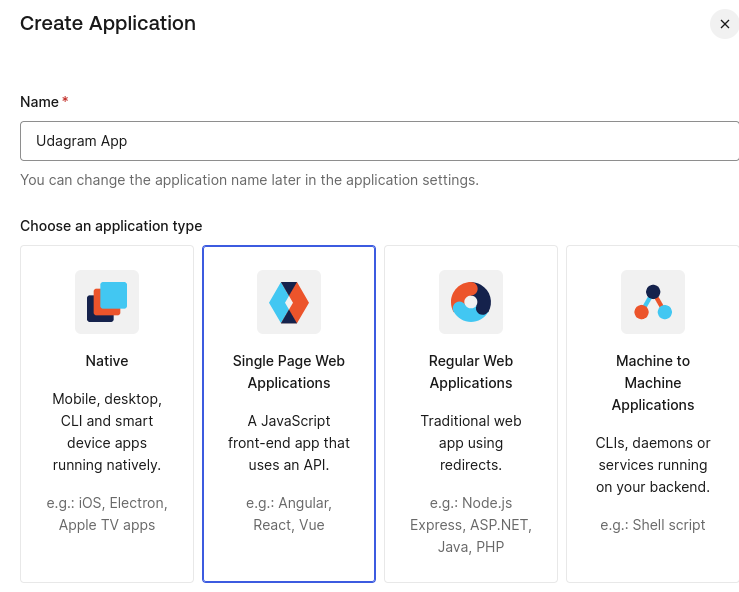 Create Application
Name *
Udagram App
You can change the application name later in the application settings.
Choose an application type
Native
Mobile, desktop,
CLI and smart
device apps
running natively.
e.g.: iOS, Electron,
Apple TV apps
Single Page Web
Applications
A JavaScript
front-end app that
uses an API.
e.g.: Angular,
React, Vue
Regular Web
Applications
Traditional web
app using
redirects.
e.g.: Node.js
Express, ASP.NET,
Java, PHP
Machine to
Machine
Applications
CLIs, daemons or
services running
on your backend.
e.g.: Shell script